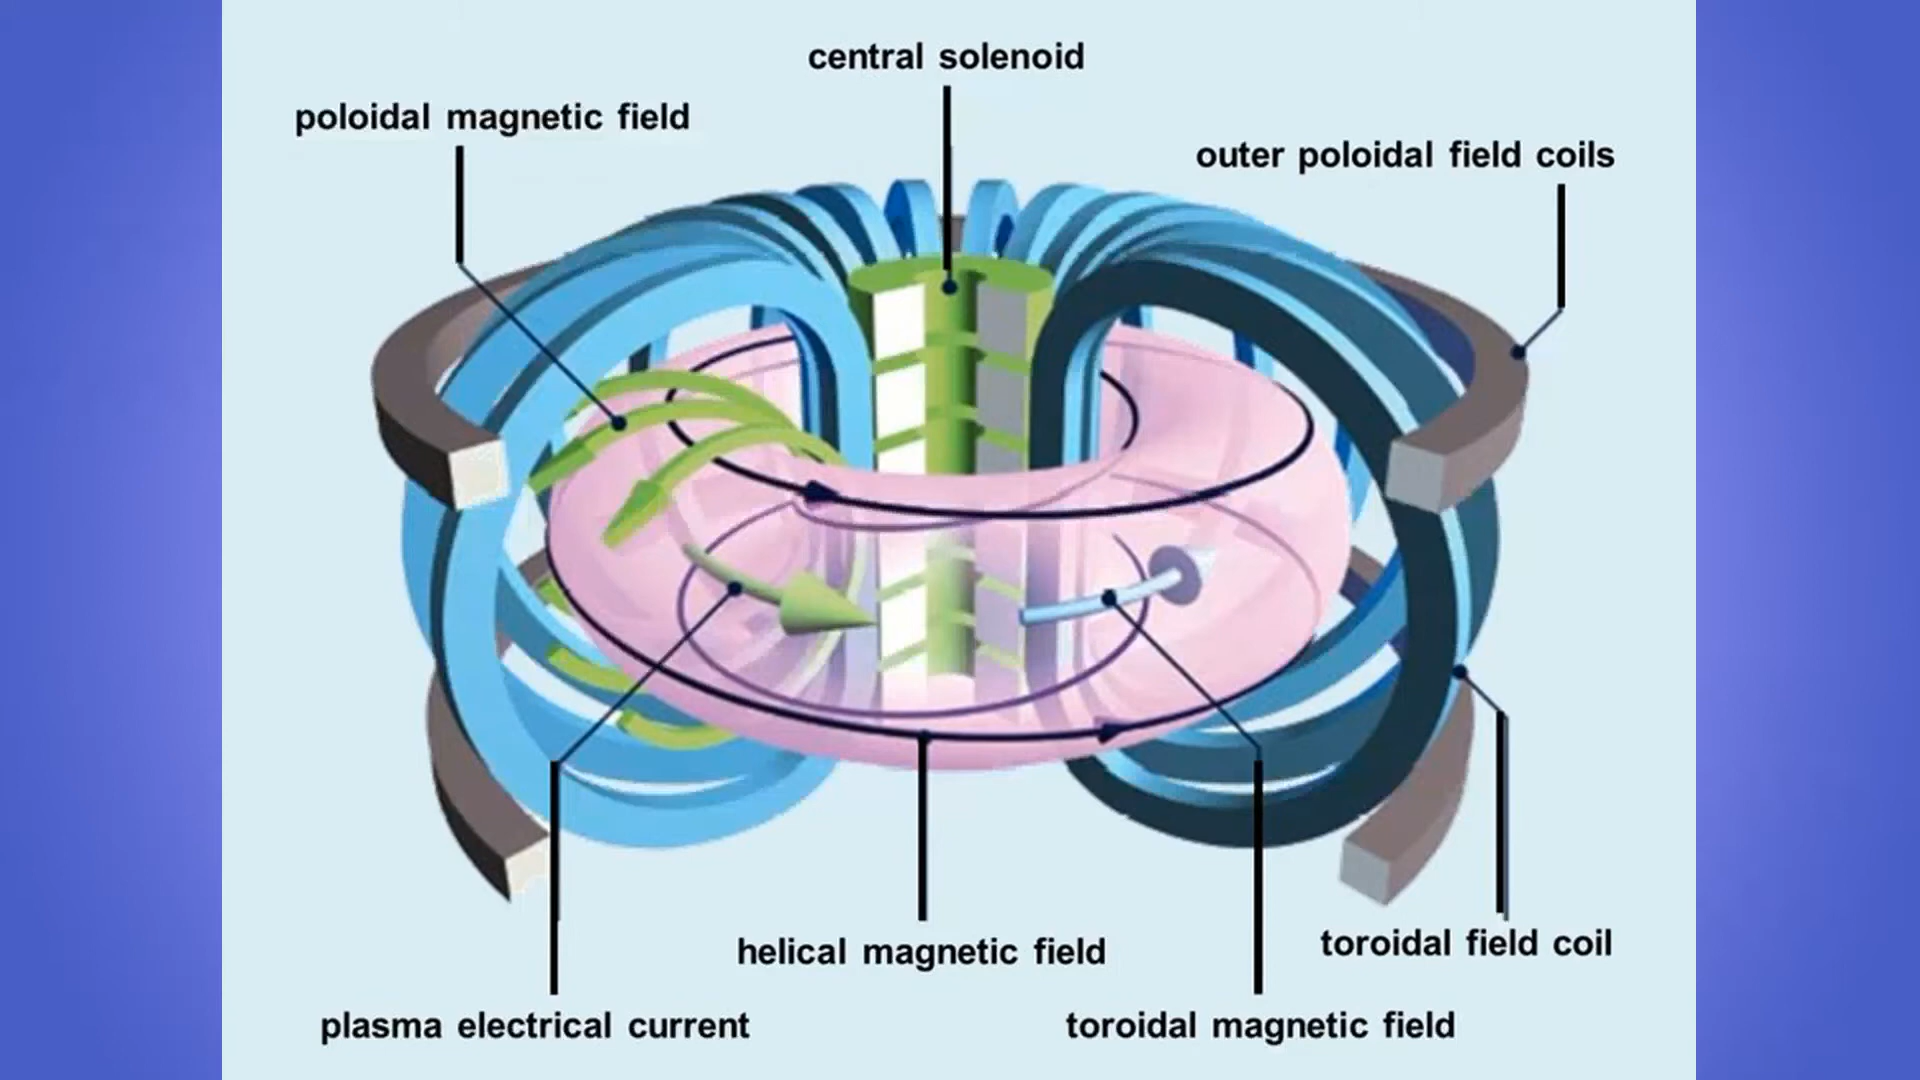 central solenoid
poloidal magnetic field
outer poloidal field coils
helical magnetic field
toroidal field coil
plasma electrical current
toroidal magnetic field